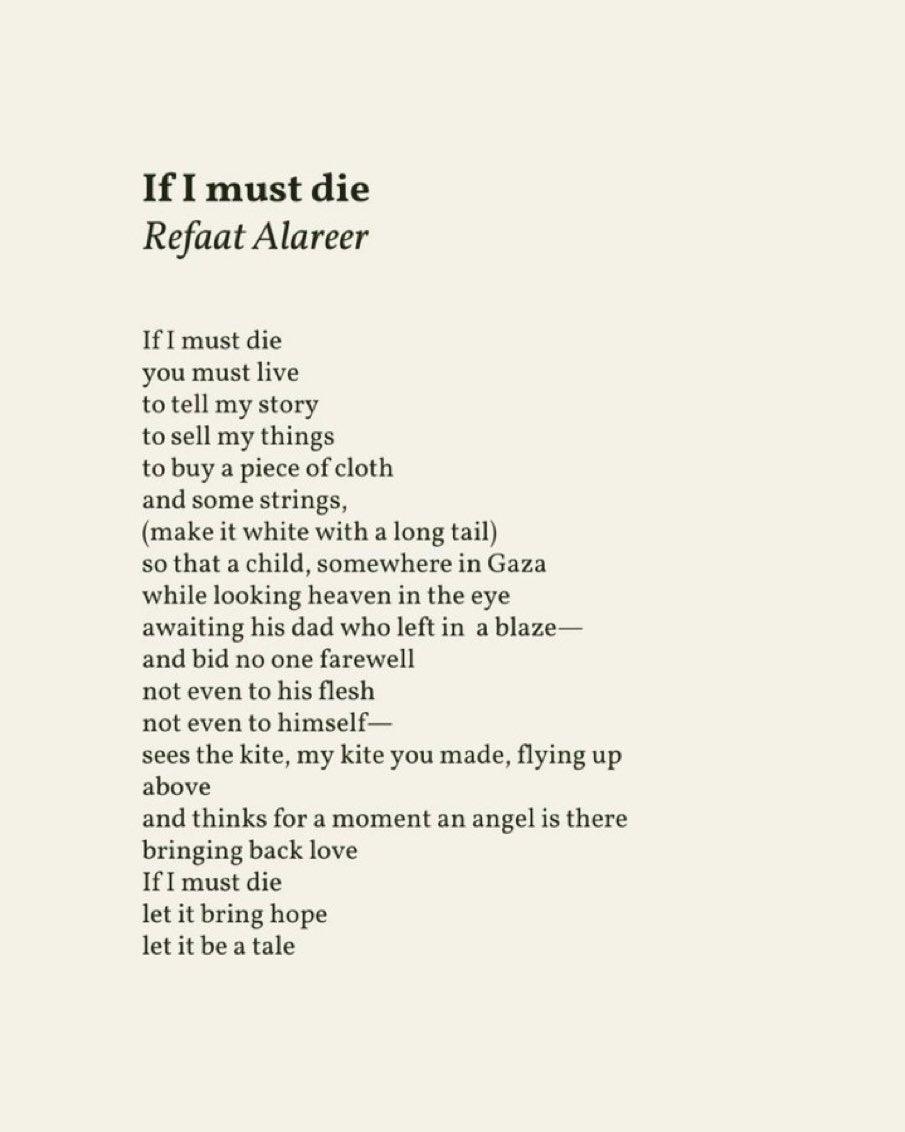 If I must die
Refaat Alareer
If I must die
you must live
to tell my story
to sell my things
to buy a piece of cloth
and some strings,
(make it white with a long tail)
so that a child, somewhere in Gaza
while looking heaven in the eye
awaiting his dad who left in  a blaze—
and bid no one farewell
not even to his flesh
not even to himself—
sees the kite, my kite you made, flying up
above
and thinks for a moment an angel is there
bringing back love
If I must die
let it bring hope
let it be a tale